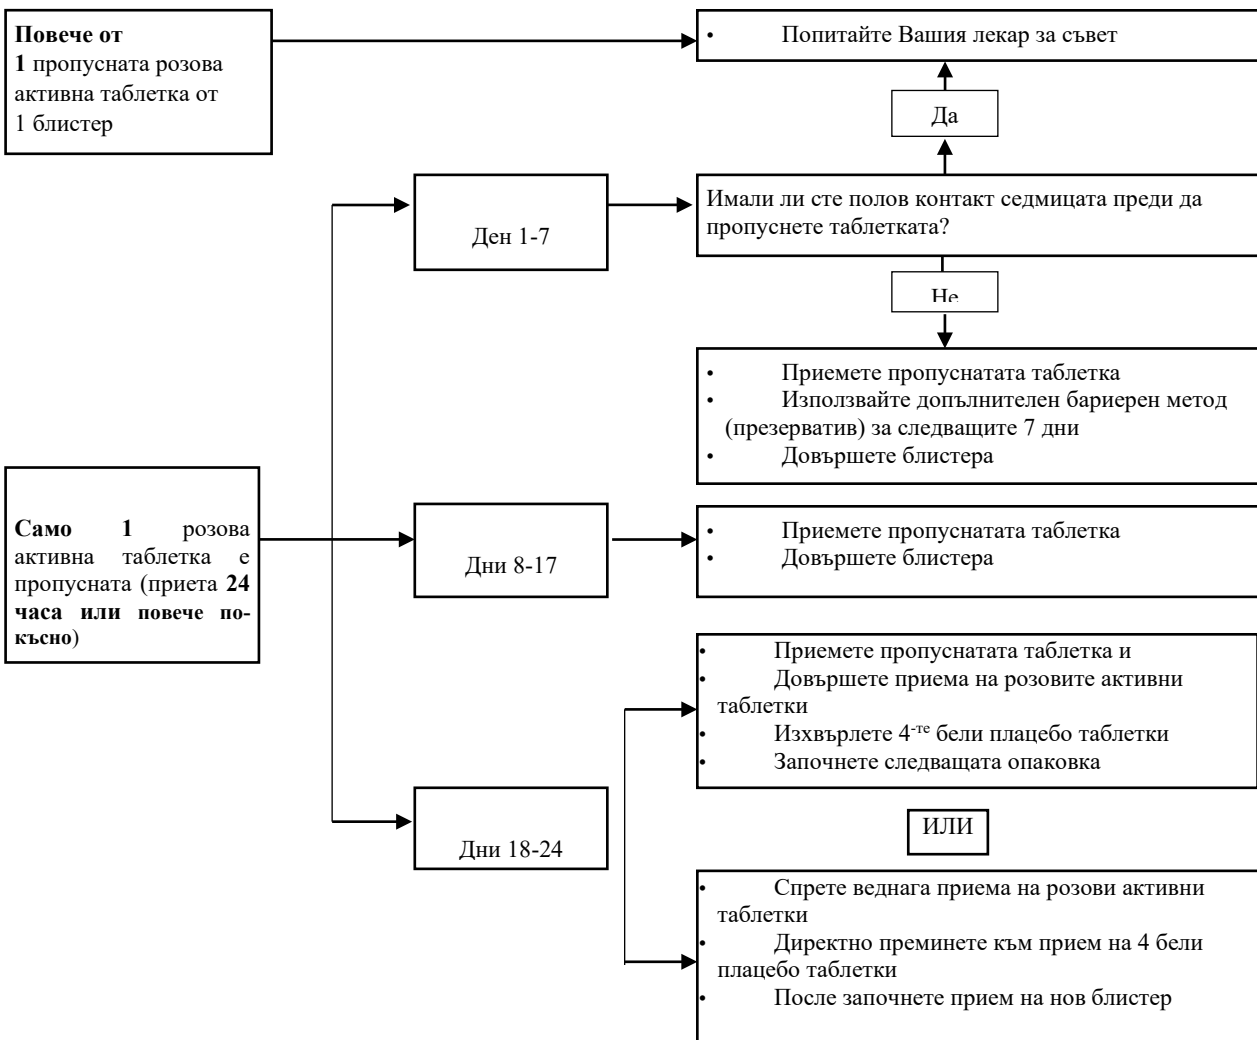 Повече от
1 пропусната розова
активна таблетка от
1 блистер
• Попитайте Вашия лекар за съвет
Да
Ден 1-7
Имали ли сте полов контакт седмицата преди да
пропуснете таблетката?
Не
• Приемете пропуснатата таблетка
• Използвайте допълнителен бариерен метод
(презерватив) за следващите 7 дни
• Довършете блистера
Само 1 розова
активна таблетка е
пропусната (приета 24
часа или повече по-
късно)
Дни 8-17
• Приемете пропуснатата таблетка
• Довършете блистера
Дни 18-24
• Приемете пропуснатата таблетка и
• Довършете приема на розовите активни
таблетки
• Изхвърлете 4-те бели плацебо таблетки
• Започнете следващата опаковка
ИЛИ
• Спрете веднага приема на розови активни
таблетки
• Директно преминете към прием на 4 бели
плацебо таблетки
• После започнете прием на нов блистер